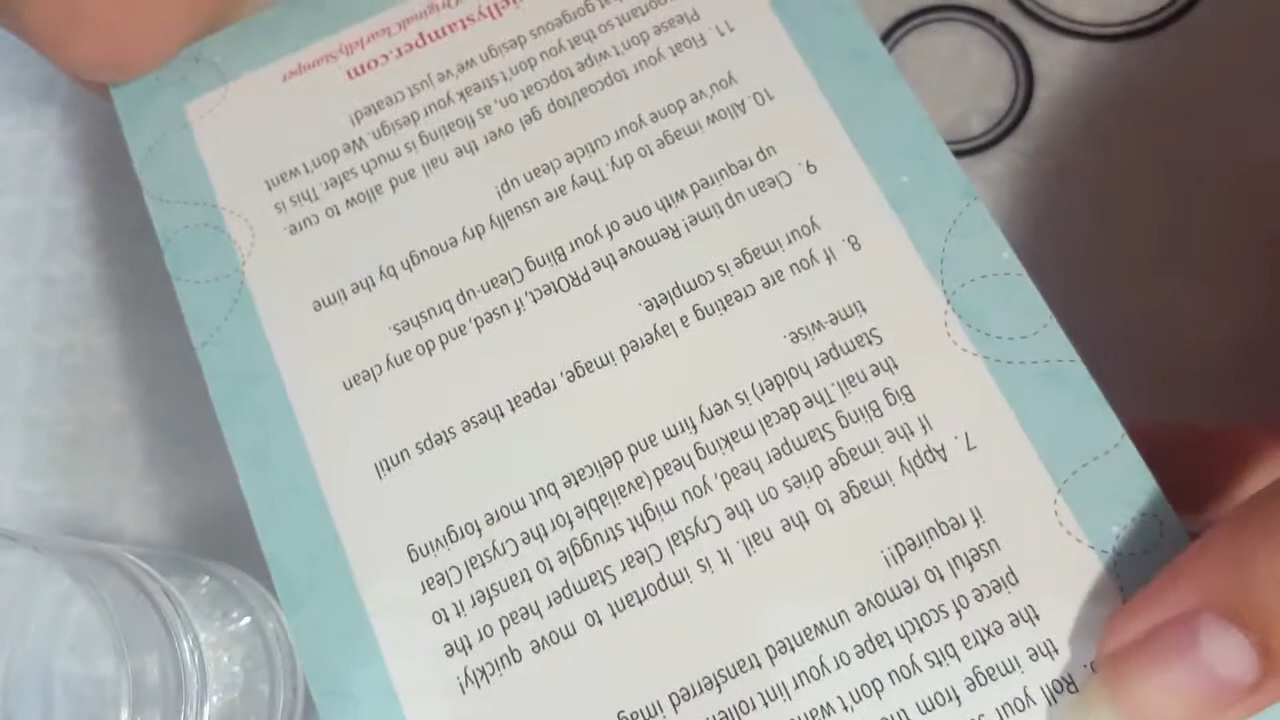 Roll your
the image from the
the extra bits you don't
piece of scotch tape or your lint roller
useful to remove unwanted transferred
if required!!
7. Apply image to the nail. It is important to move quickly!
If the image dries on the Crystal Clear Stamper head or the
Big Bling Stamper head, you might struggle to transfer it to
the nail. The decal making head (available for the Crystal Clear
Stamper holder) is very firm and delicate but more forgiving
time-wise.
8. If you are creating a layered image, repeat these steps until
your image is complete.
9. Clean up time! Remove the PROtect, if used, and do any clean
up required with one of your Bling Clean-up brushes.
10. Allow image to dry. They are usually dry enough by the time
you've done your cuticle clean up!
11. Float your topcoat/top gel over the nail and allow to cure.
Please don't wipe topcoat on, as floating is much safer. This is
important so that you don't streak your design. We don't want
that gorgeous design we've just created!
jellystamper.com
OriginalClearJellyStamper